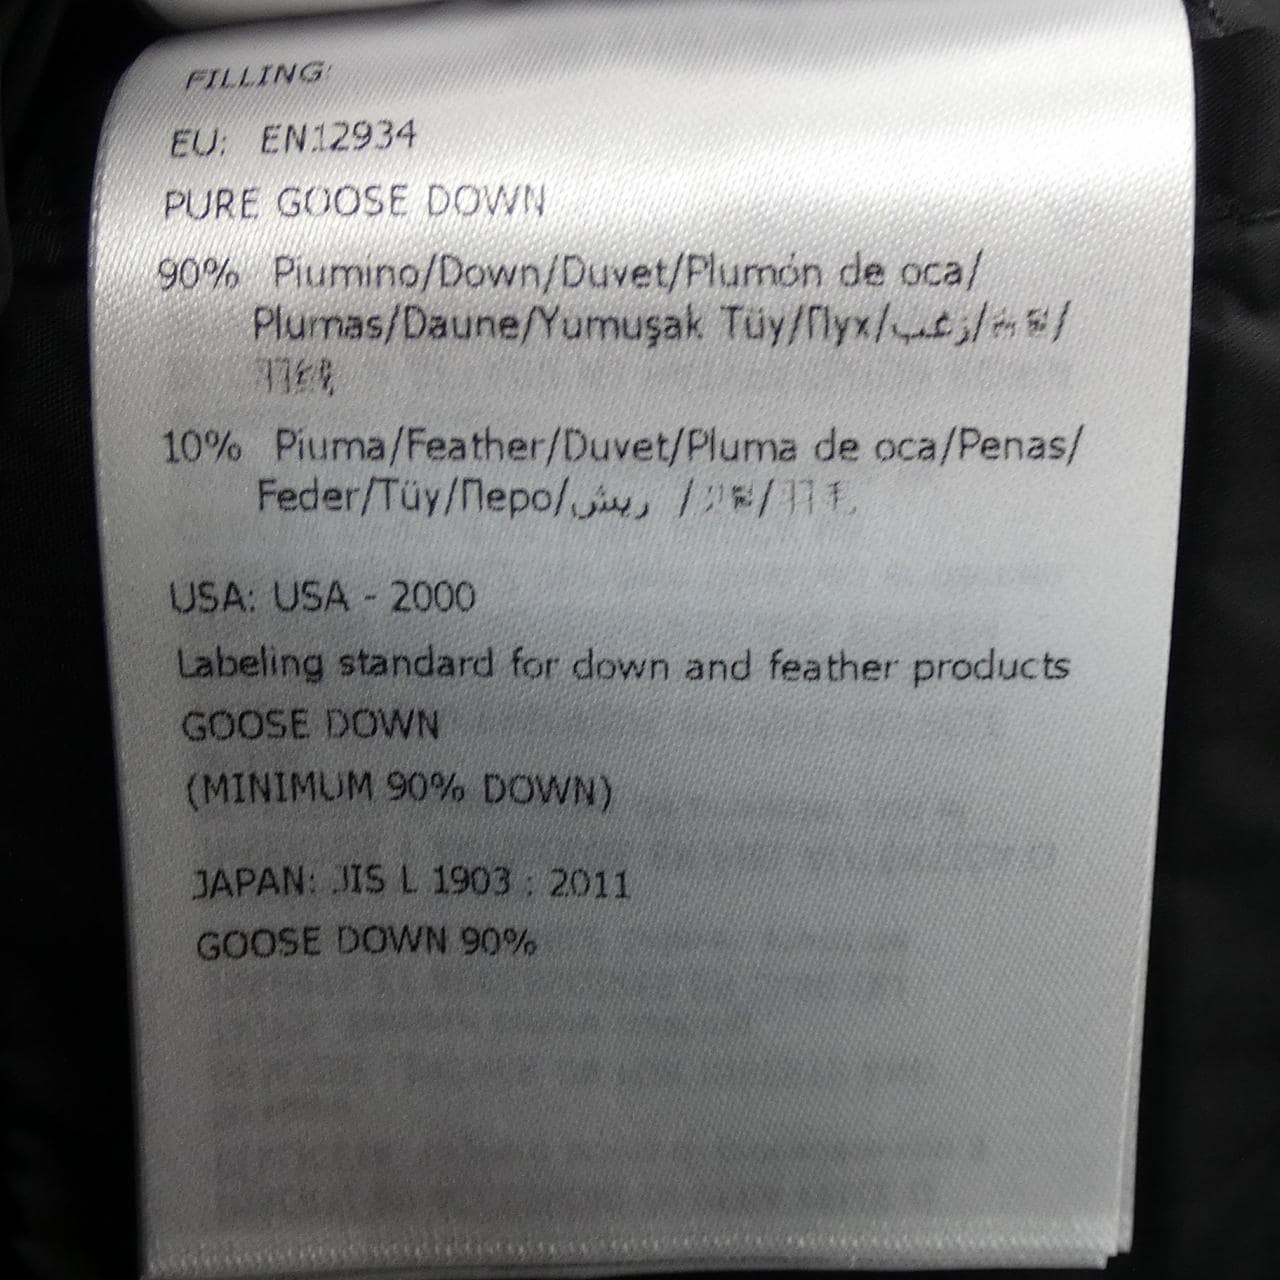 FILLING:
EU: EN12934
PURE GOOSE DOWN
90% Piumino/Down/Duvet/Plumón de oca/
Plumas/Daune/Yumuşak Tüy/Пух/زغب/
10% Piuma/Feather/Duvet/Pluma de oca/Penas/
Feder/Tüy/Перо/ريش /
USA: USA - 2000
Labeling standard for down and feather products
GOOSE DOWN
(MINIMUM 90% DOWN)
JAPAN: JIS L 1903 : 2011
GOOSE DOWN 90%